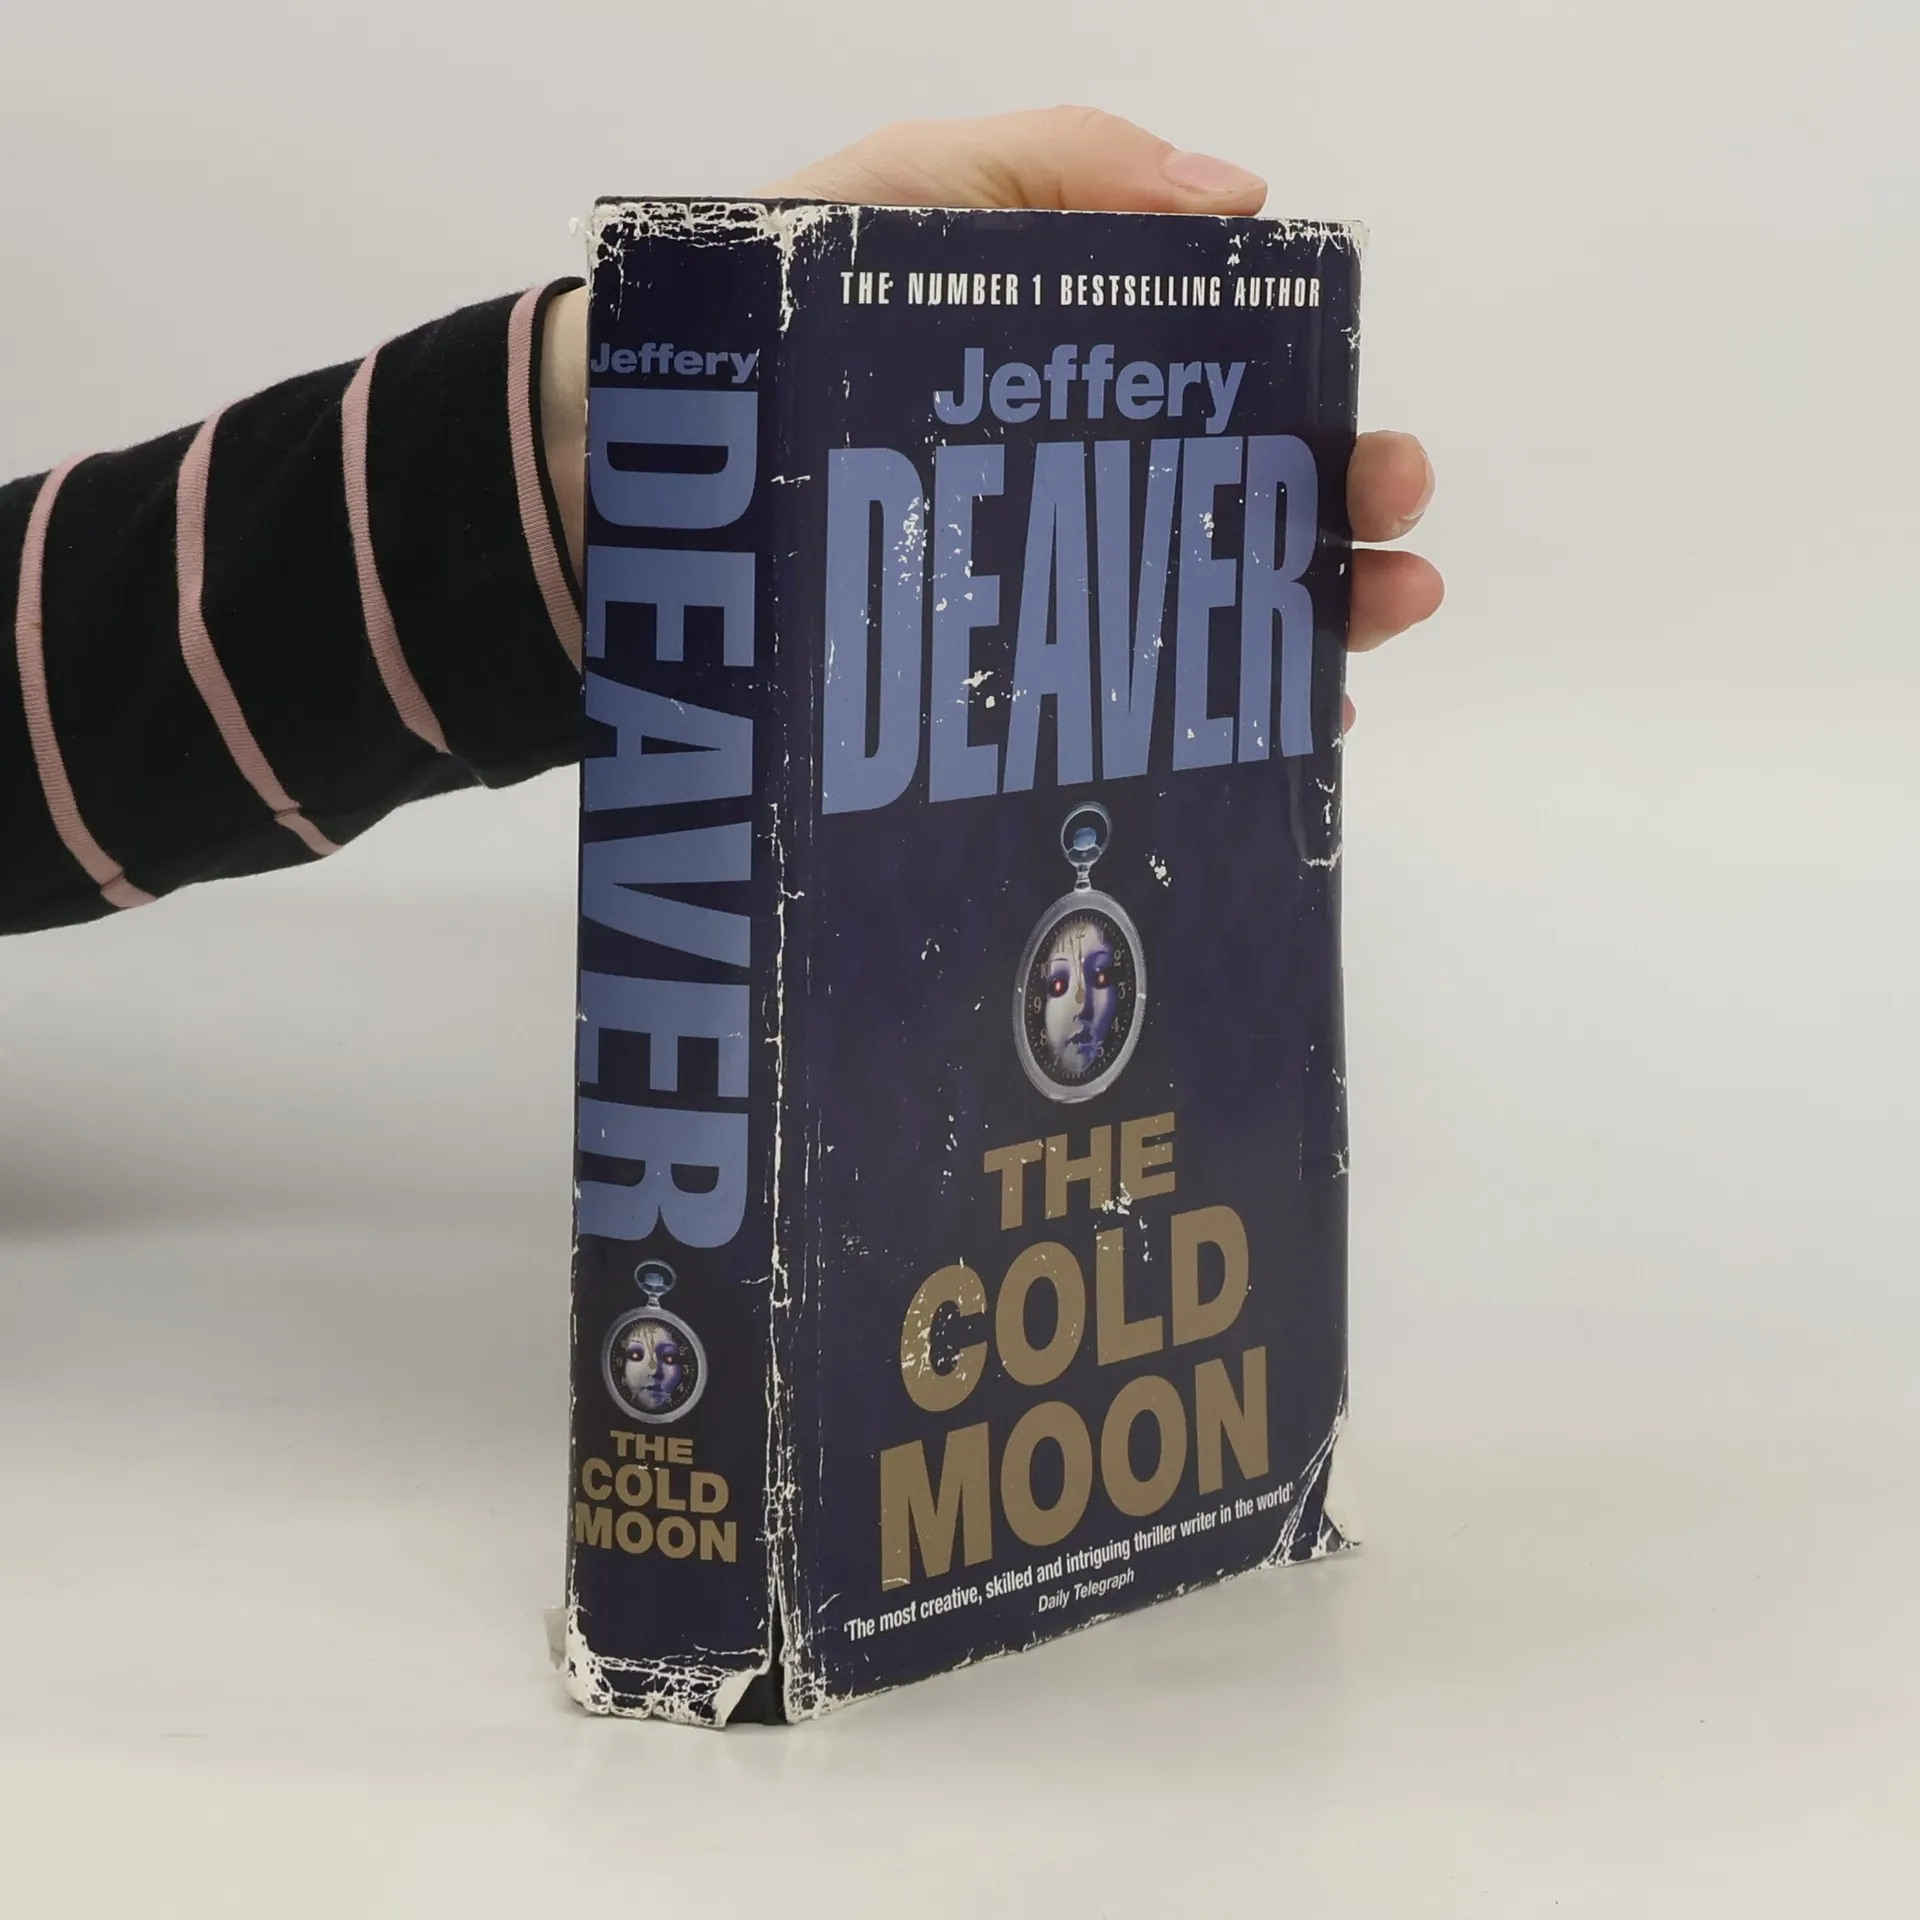 Jeffery
DEAVER
THE
COLD
MOON
THE NUMBER 1 BESTSELLING AUTHOR
Jeffery
DEAVER
THE
COLD
MOON
'The most creative, skilled and intriguing thriller writer in the world'
Daily Telegraph